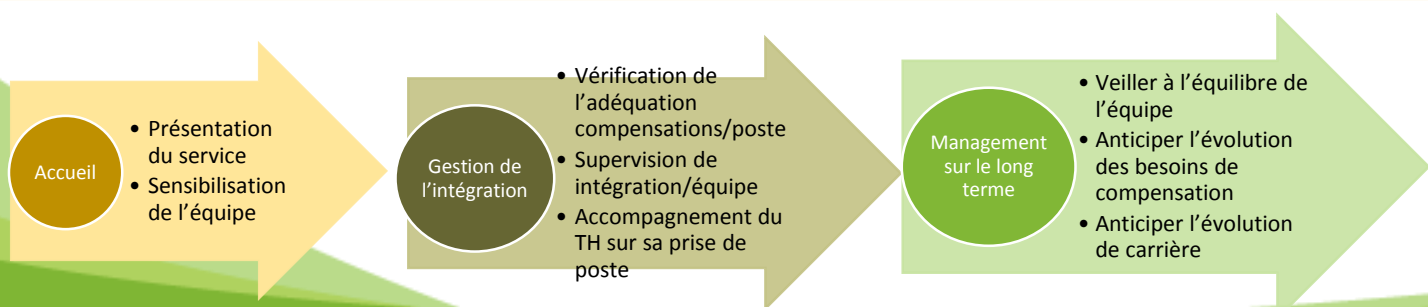 Accueil
• Présentation
du service
• Sensibilisation
de l'équipe
Gestion de
l'intégration
• Vérification de
l'adéquation
compensations/poste
• Supervision de
intégration/équipe
• Accompagnement du
TH sur sa prise de
poste
Management
sur le long
terme
• Veiller à l'équilibre de
l'équipe
• Anticiper l'évolution
des besoins de
compensation
• Anticiper l'évolution
de carrière